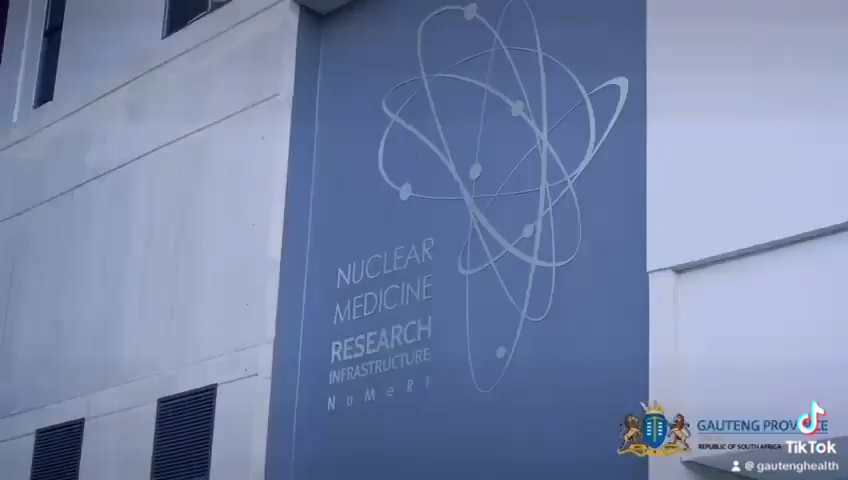 NUCLEAR
MEDICINE
RESEARCH
INFRASTRUCTURE
NuMeRI
GAUTENG PROVINCE
REPUBLIC OF SOUTH AFRICA
TikTok
@ gautenghealth